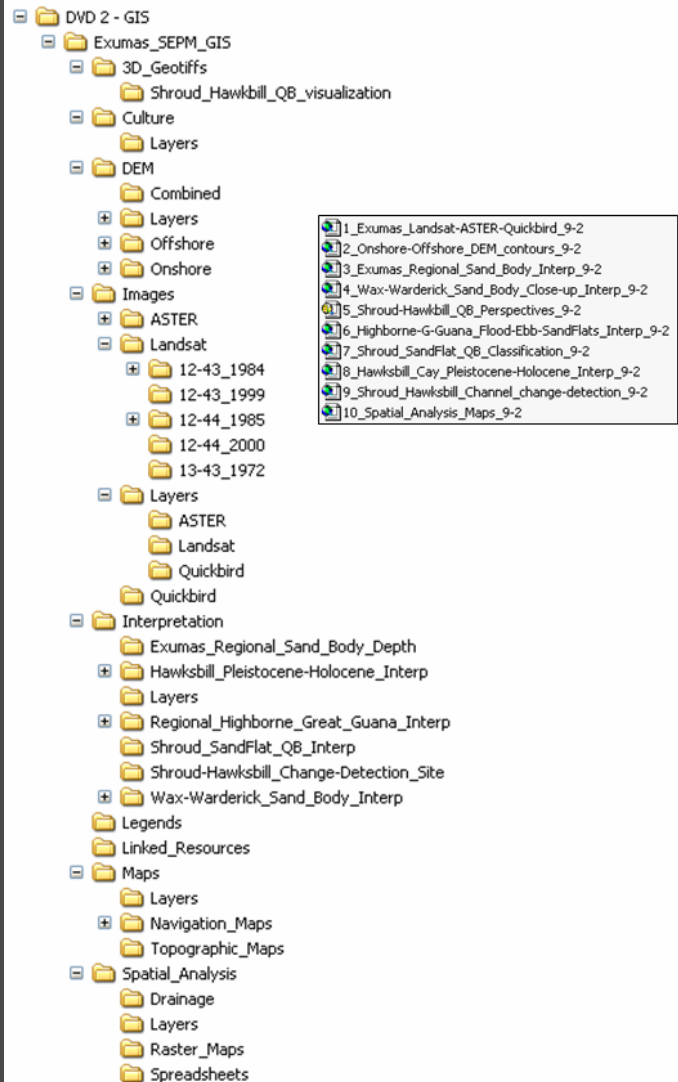 DVD 2 - GIS
Exumas_SEPM_GIS
3D_Geotiffs
Shroud_Hawkbill_QB_visualization
Culture
Layers
DEM
Combined
Layers
Offshore
Onshore
Images
ASTER
Landsat
12-43_1984
12-43_1999
12-44_1985
12-44_2000
13-43_1972
Layers
ASTER
Landsat
Quickbird
Quickbird
Interpretation
Exumas_Regional_Sand_Body_Depth
Hawksbill_Pleistocene-Holocene_Interp
Layers
Regional_Highborne_Great_Guana_Interp
Shroud_SandFlat_QB_Interp
Shroud-Hawksbill_Change-Detection_Site
Wax-Warderick_Sand_Body_Interp
Legends
Linked_Resources
Maps
Layers
Navigation_Maps
Topographic_Maps
Spatial_Analysis
Drainage
Layers
Raster_Maps
Spreadsheets
1_Exumas_Landsat-ASTER-Quickbird_9-2
2_Onshore-Offshore_DEM_contours_9-2
3_Exumas_Regional_Sand_Body_Interp_9-2
4_Wax-Warderick_Sand_Body_Close-up_Interp_9-2
5_Shroud-Hawkbill_QB_Perspectives_9-2
6_Highborne-G-Guana_Flood-Ebb-SandFlats_Interp_9-2
7_Shroud_SandFlat_QB_Classification_9-2
8_Hawksbill_Cay_Pleistocene-Holocene_Interp_9-2
9_Shroud_Hawksbill_Channel_change-detection_9-2
10_Spatial_Analysis_Maps_9-2